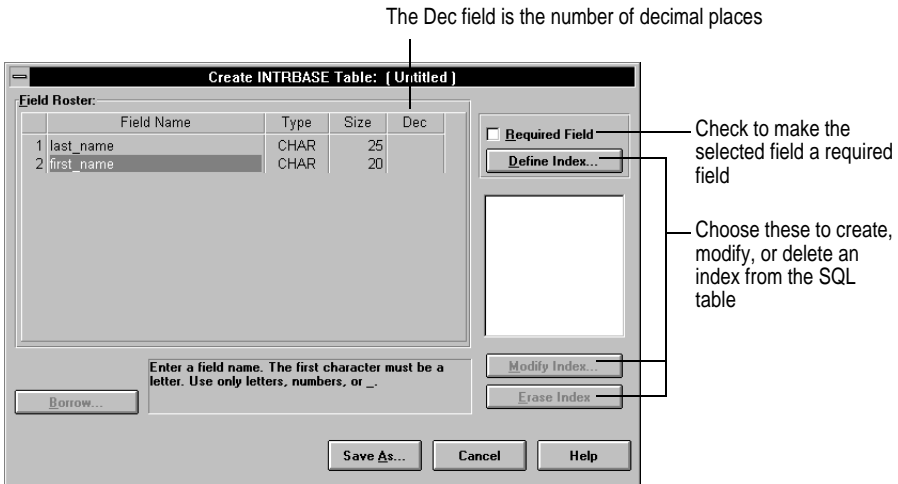 The Dec field is the number of decimal places
Create INTRBASE Table: ( Untitled )
Field Roster:
Field Name Type Size Dec
1 last_name CHAR 25
2 first_name CHAR 20
Required Field
Define Index...
Check to make the
selected field a required
field
Choose these to create,
modify, or delete an
index from the SQL
table
Enter a field name. The first character must be a
letter. Use only letters, numbers, or _.
Borrow...
Modify Index...
Erase Index
Save As...
Cancel
Help